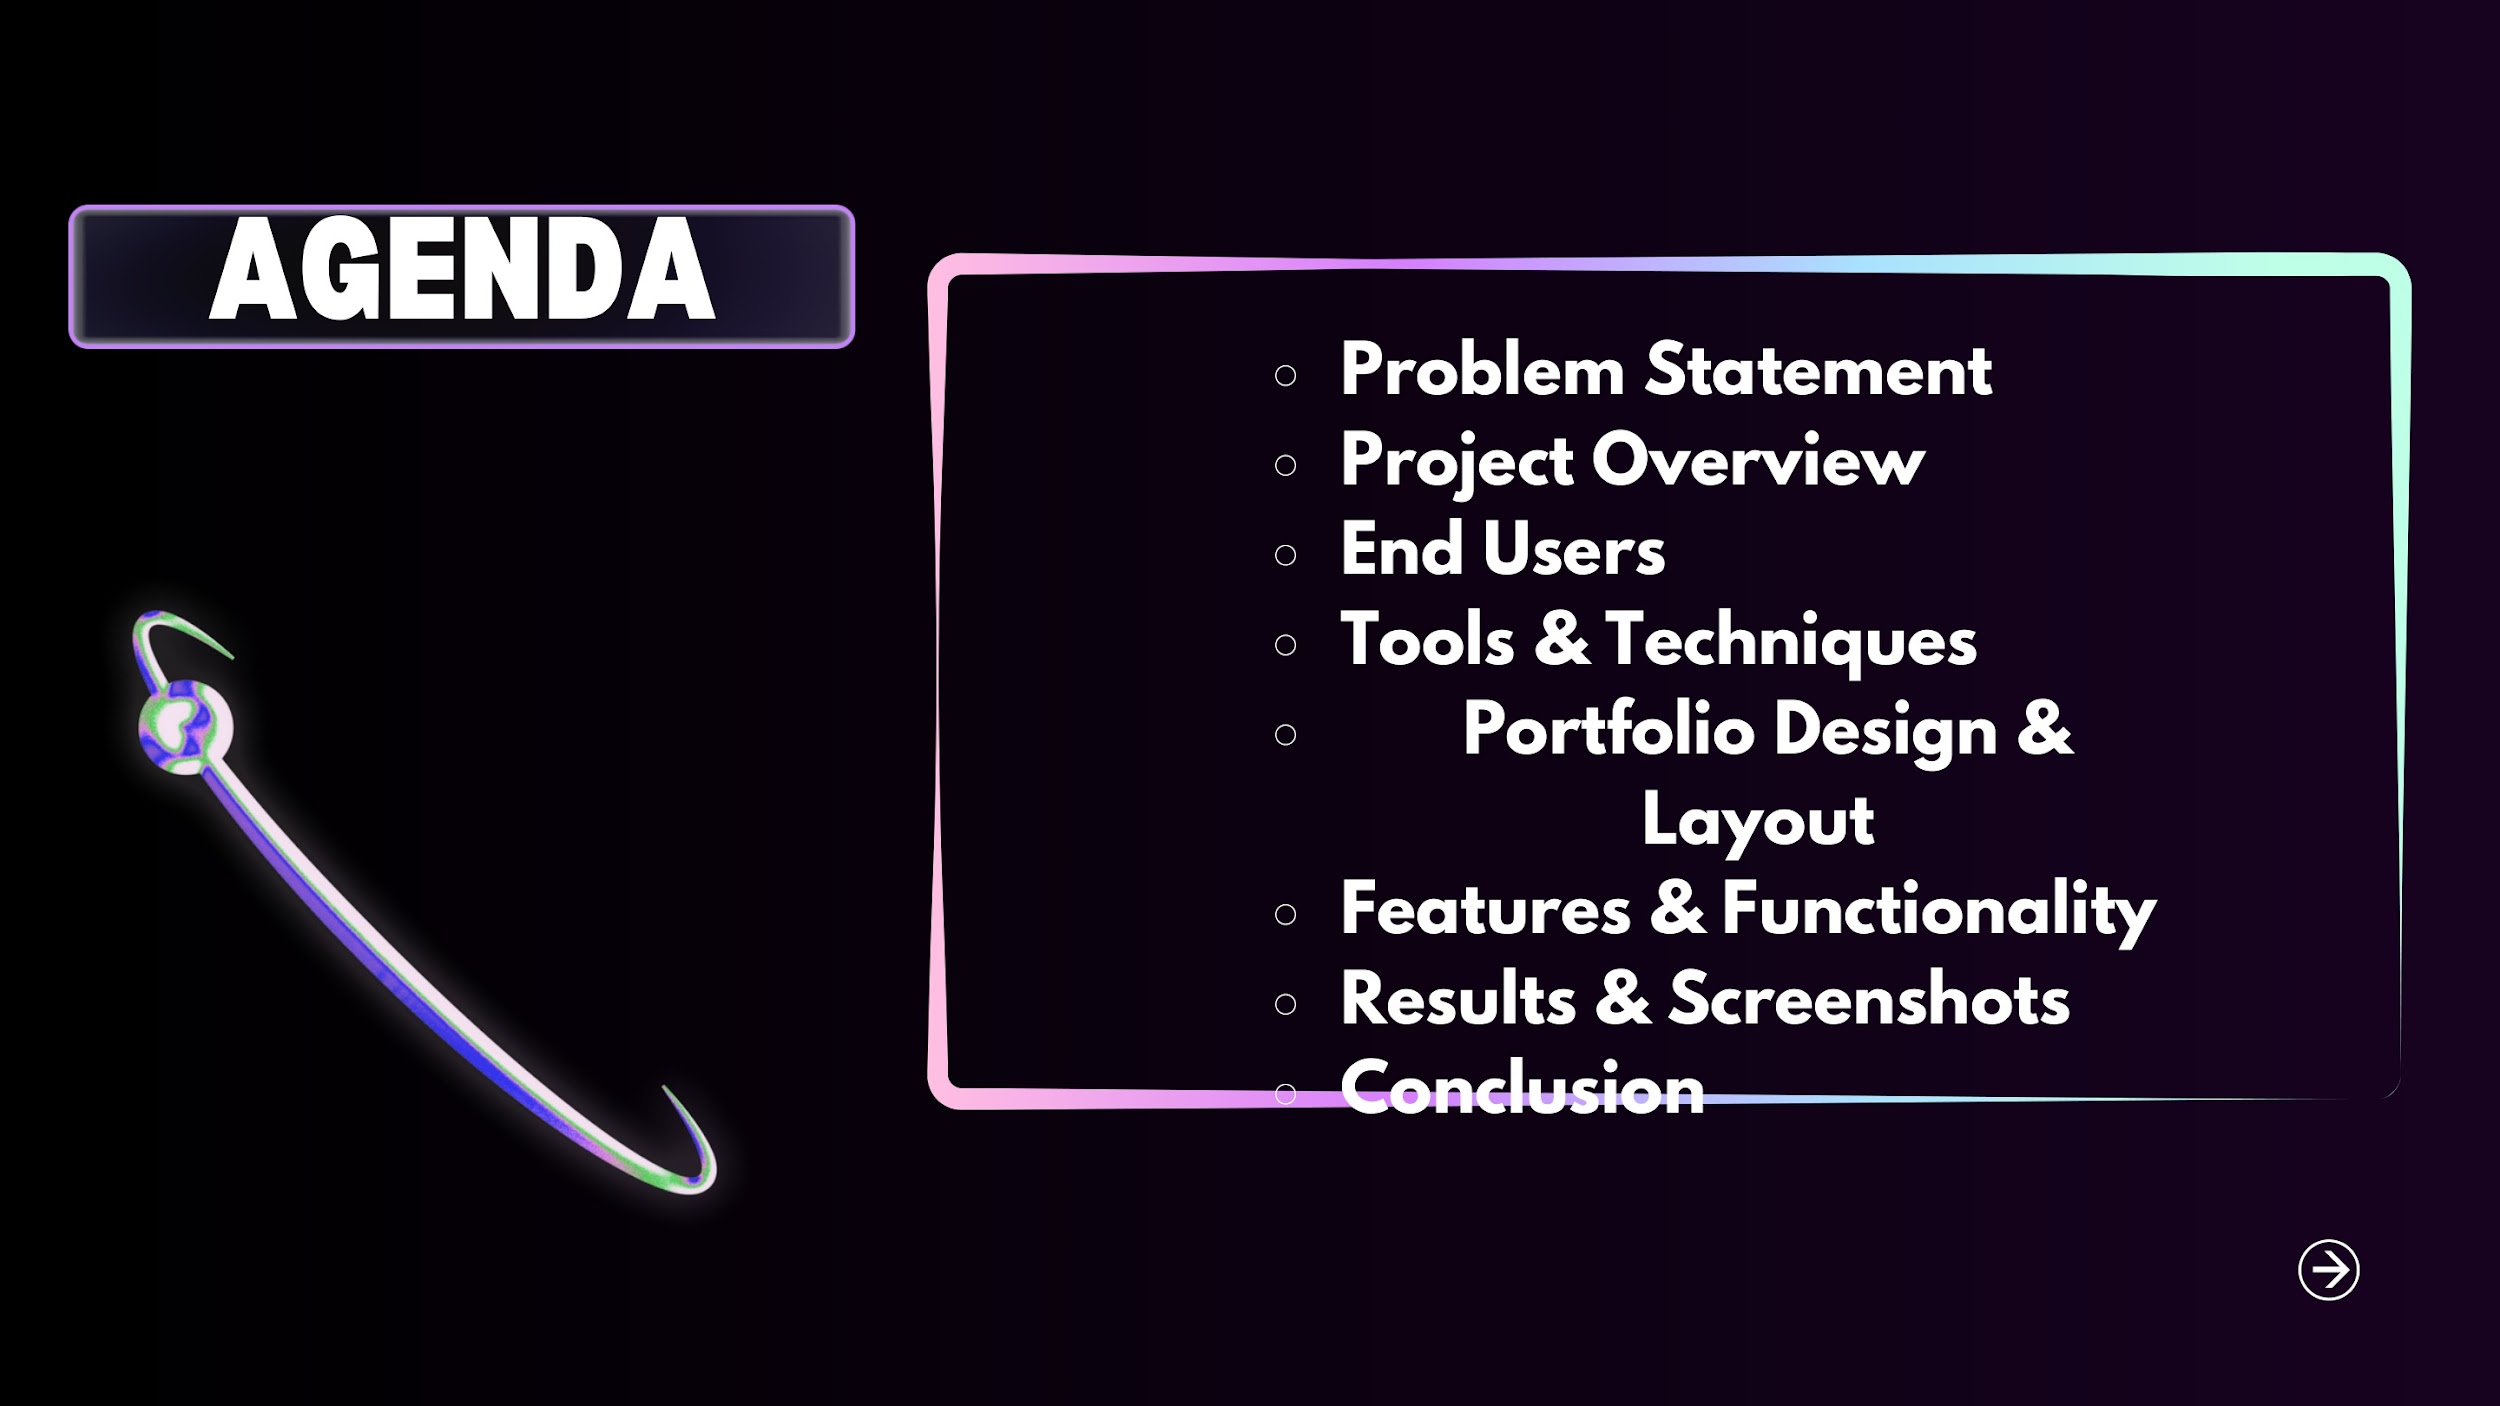 AGENDA
Problem Statement
Project Overview
End Users
Tools & Techniques
Portfolio Design &
Layout
Features & Functionality
Results & Screenshots
Conclusion